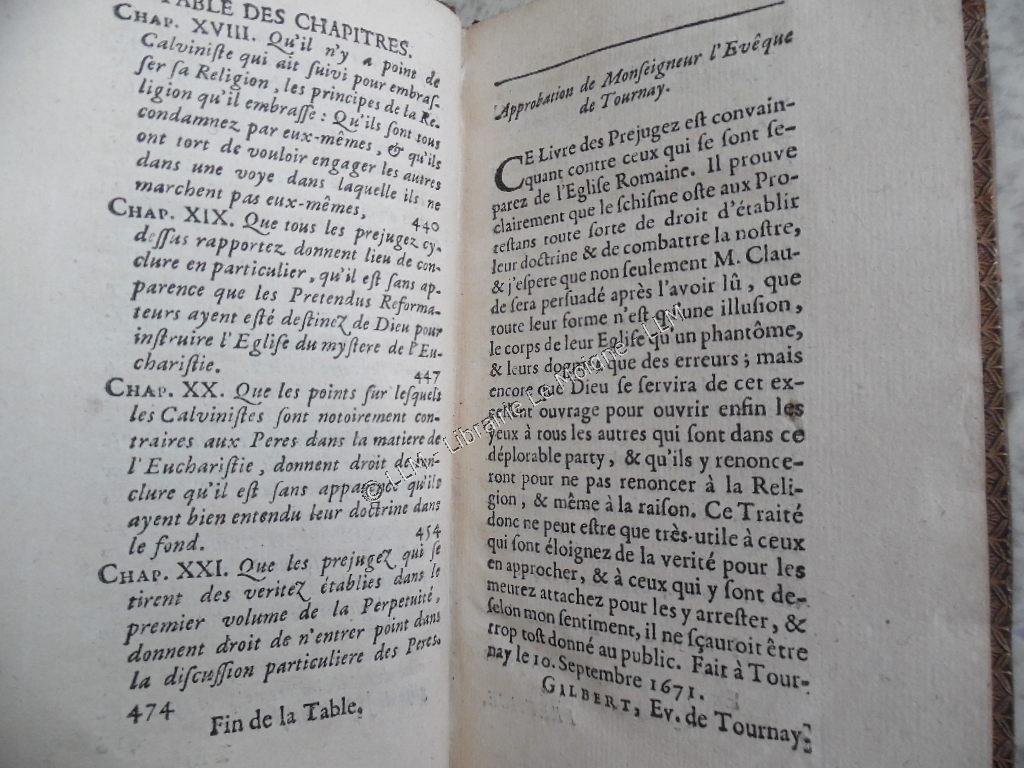 TABLE DES CHAPITRES.
CHAP. XVIII. Qu'il n'y a point de
Calviniste qui ait suivi pour embras-
ser sa Religion, les principes de la Re-
ligion qu'il embrasse : Qu'ils sont tous
condamnez par eux-mêmes, & qu'ils
ont tort de vouloir engager les autres
dans une voye dans laquelle ils ne
marchent pas eux-mêmes, 440
CHAP. XIX. Que tous les prejugez cy-
dessus rapportez donnent lieu de con-
clure en particulier, qu'il est sans ap-
parence que les Pretendus Reforma-
teurs ayent esté destinez de Dieu pour
instruire l'Eglise du mystere de l'Eu-
charistie. 447
CHAP. XX. Que les points sur lesquels
les Calvinistes sont notoirement con-
traires aux Peres dans la matiere de
l'Eucharistie, donnent droit de con-
clure qu'il est sans apparence qu'ils
ayent bien entendu leur doctrine dans
le fond. 454
CHAP. XXI. Que les prejugez qui se
tirent des veritez établies dans le
premier volume de la Perpetuité,
donnent droit de n'entrer point dans
la discussion particuliere des Peres.
474
Fin de la Table.
Approbation de Monseigneur l'Evêque
de Tournay.
CE Livre des Prejugez est convain-
quant contre ceux qui se sont se-
parez de l'Eglise Romaine. Il prouve
clairement que le schisme oste aux Pro-
testans toute sorte de droit d'établir
leur doctrine & de combattre la nostre,
& j'espere que non seulement M. Clau-
de sera persuadé après l'avoir lû, que
toute leur forme n'est qu'une illusion,
le corps de leur Eglise qu'un phantôme,
& leurs dogmes que des erreurs ; mais
encore que Dieu se servira de cet ex-
cellent ouvrage pour ouvrir enfin les
yeux à tous les autres qui sont dans ce
déplorable party, & qu'ils y renonce-
ront pour ne pas renoncer à la Reli-
gion, & même à la raison. Ce Traité
donc ne peut estre que très-utile à ceux
qui sont éloignez de la verité pour les
en approcher, & à ceux qui y sont de-
meurez attachez pour les y arrester, &
selon mon sentiment, il ne sçauroit être
trop tost donné au public. Fait à Tour-
nay le 10. Septembre 1671.
GILBERT, Ev. de Tournay.
© LLM - Librairie Le Moigne - LLM